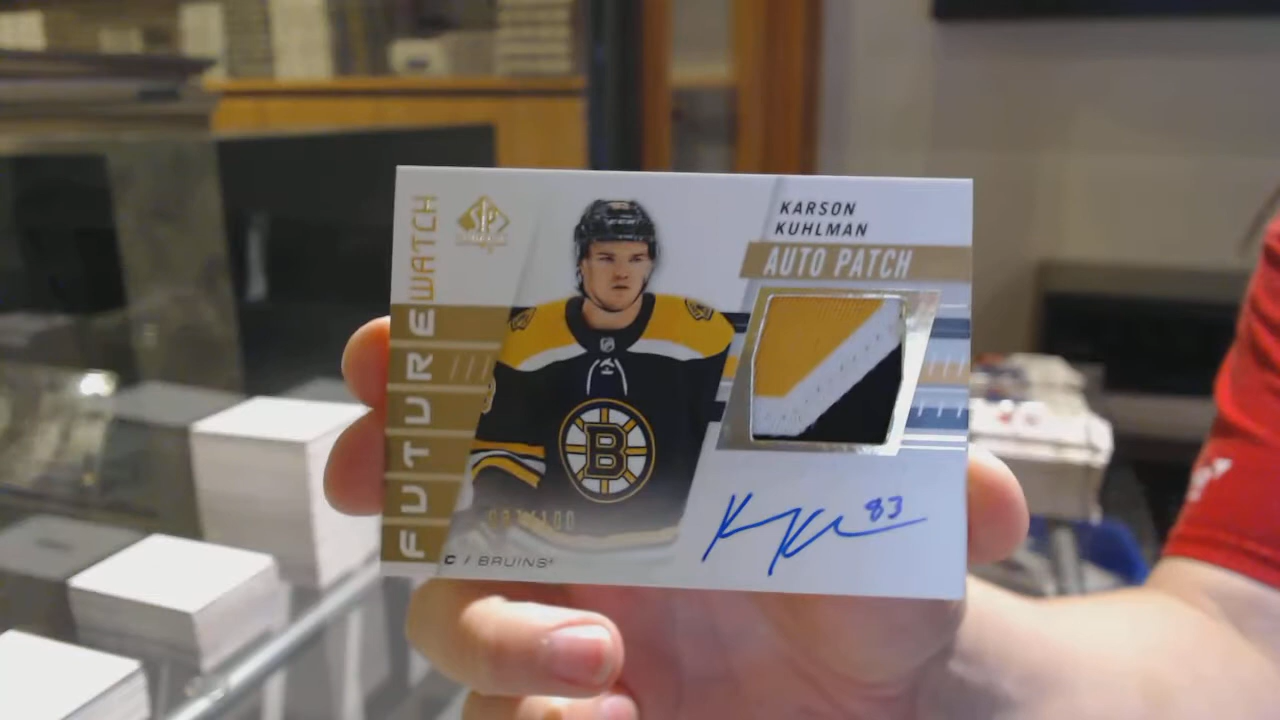 FUTURE WATCH
SP
KARSON
KUHLMAN
AUTO PATCH
B
83
C / BRUINS